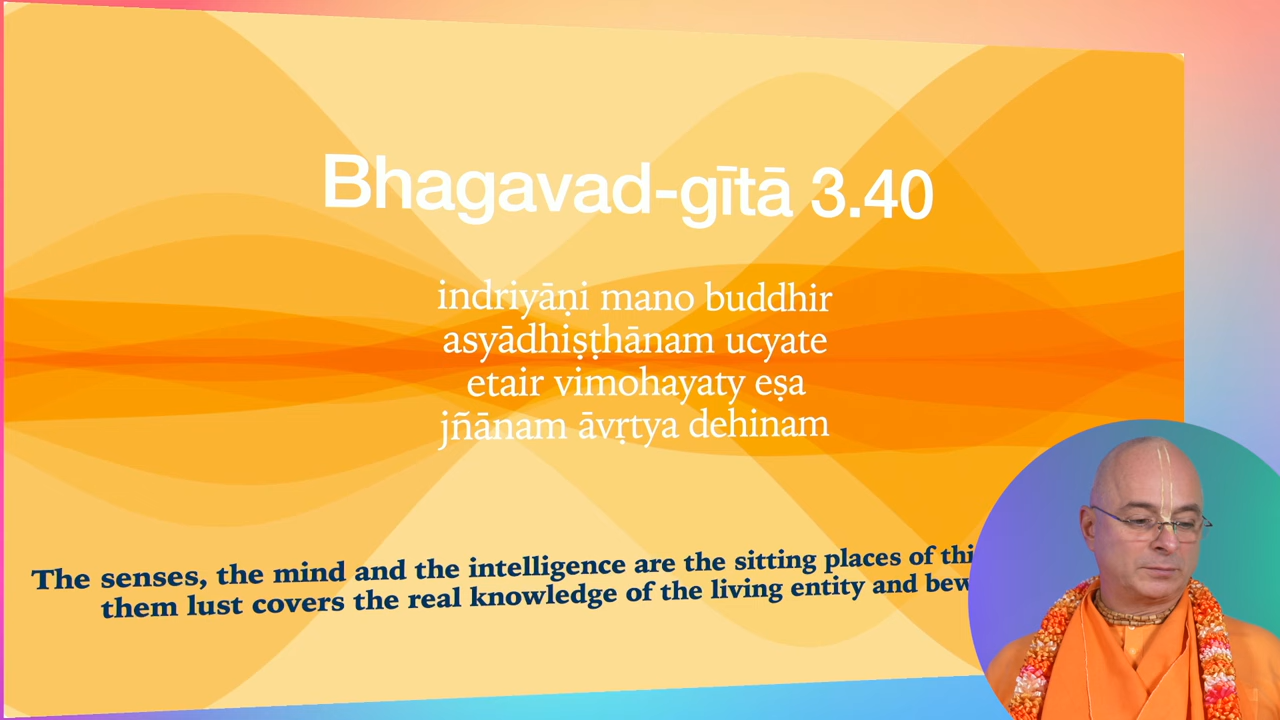 Bhagavad-gītā 3.40
indriyāṇi mano buddhir
asyādhiṣṭhānam ucyate
etair vimohayaty eṣa
jñānam āvṛtya dehinam
The senses, the mind and the intelligence are the sitting places of
them lust covers the real knowledge of the living entity and